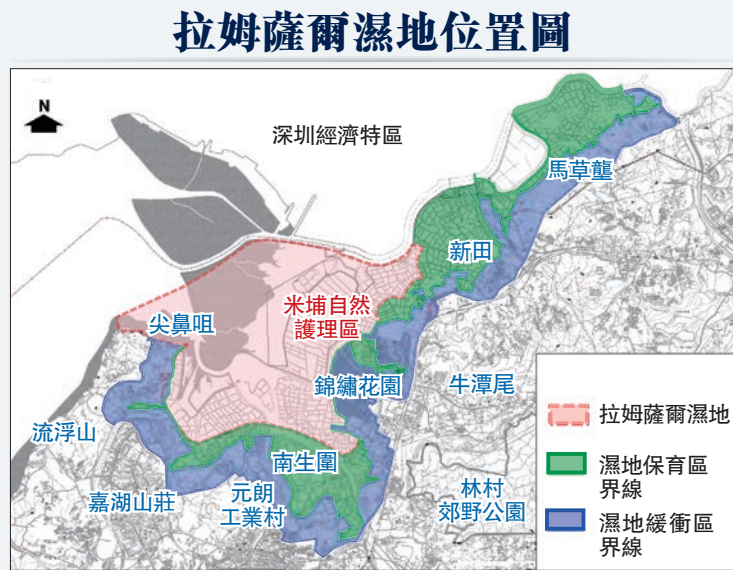 拉姆薩爾濕地位置圖
N
深圳經濟特區
馬草壟
新田
米埔自然
護理區
尖鼻咀
錦繡花園
牛潭尾
流浮山
南生圍
嘉湖山莊
元朗
工業村
林村
郊野公園
拉姆薩爾濕地
濕地保育區
界線
濕地緩衝區
界線